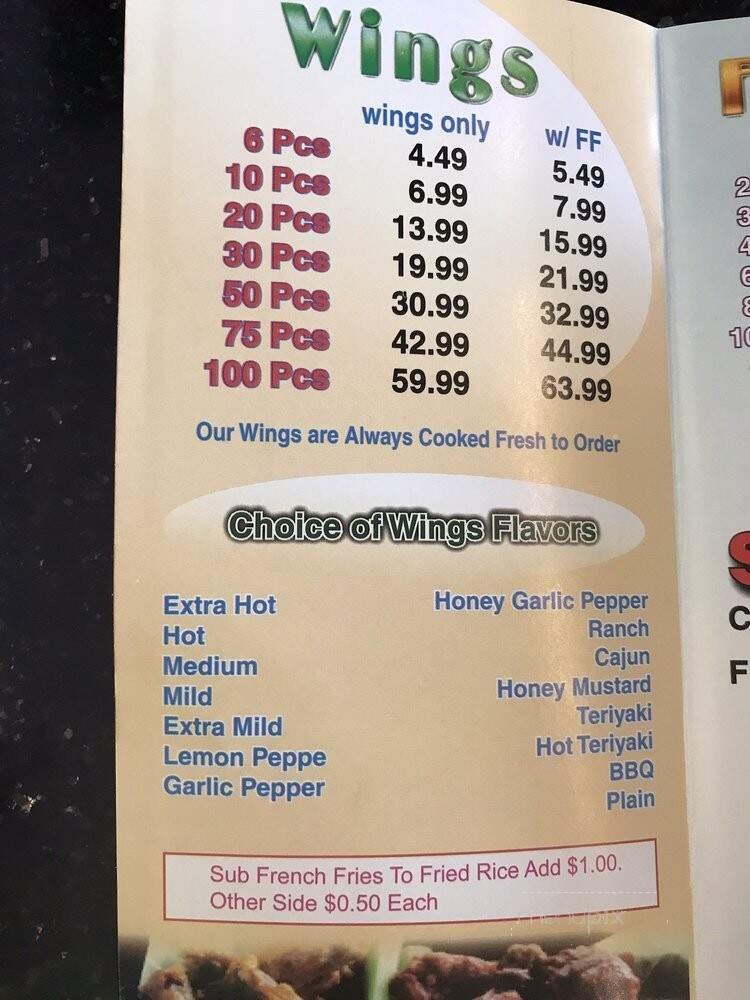 Wings
wings only w/ FF
6 Pcs 4.49 5.49
10 Pcs 6.99 7.99
20 Pcs 13.99 15.99
30 Pcs 19.99 21.99
50 Pcs 30.99 32.99
75 Pcs 42.99 44.99
100 Pcs 59.99 63.99
Our Wings are Always Cooked Fresh to Order
Choice of Wings Flavors
Extra Hot
Hot
Medium
Mild
Extra Mild
Lemon Peppe
Garlic Pepper
Honey Garlic Pepper
Ranch
Cajun
Honey Mustard
Teriyaki
Hot Teriyaki
BBQ
Plain
Sub French Fries To Fried Rice Add $1.00.
Other Side $0.50 Each
menupix